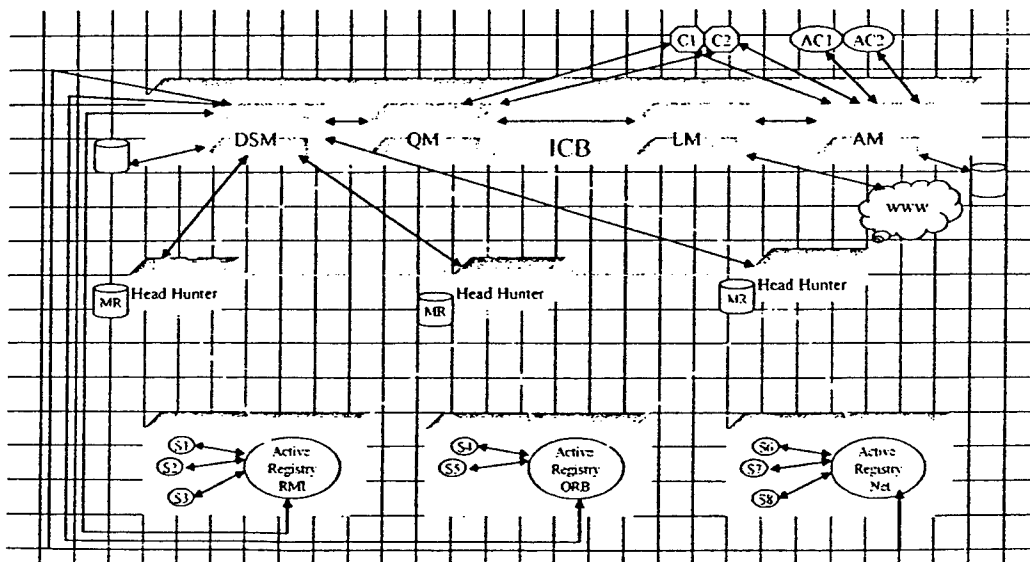 C1 C2 AC1 AC2
DSM QM ICB LM AM
WWW
Head Hunter Head Hunter Head Hunter
MR MR MR
S1 S4 S6
S2 S5 S7
S3 S8
Active Active Active
Registry Registry Registry
RMI ORB Net